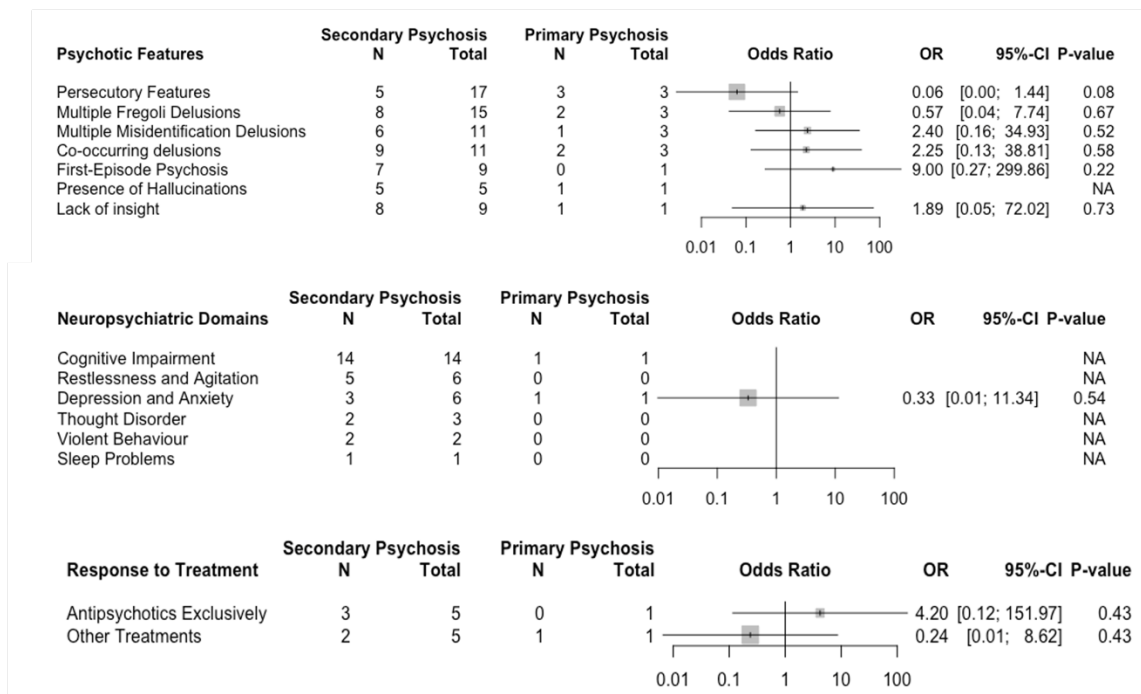 Secondary Psychosis Primary Psychosis
Psychotic Features N Total N Total Odds Ratio OR 95%-CI P-value
Persecutory Features 5 17 3 3 0.06 [0.00; 1.44] 0.08
Multiple Fregoli Delusions 8 15 2 3 0.57 [0.04; 7.74] 0.67
Multiple Misidentification Delusions 6 11 1 3 2.40 [0.16; 34.93] 0.52
Co-occurring delusions 9 11 2 3 2.25 [0.13; 38.81] 0.58
First-Episode Psychosis 7 9 0 1 9.00 [0.27; 299.86] 0.22
Presence of Hallucinations 5 5 1 1 NA
Lack of insight 8 9 1 1 1.89 [0.05; 72.02] 0.73
0.01 0.1 1 10 100
Secondary Psychosis Primary Psychosis
Neuropsychiatric Domains N Total N Total Odds Ratio OR 95%-CI P-value
Cognitive Impairment 14 14 1 1 NA
Restlessness and Agitation 5 6 0 0 NA
Depression and Anxiety 3 6 1 1 0.33 [0.01; 11.34] 0.54
Thought Disorder 2 3 0 0 NA
Violent Behaviour 2 2 0 0 NA
Sleep Problems 1 1 0 0 NA
0.01 0.1 1 10 100
Secondary Psychosis Primary Psychosis
Response to Treatment N Total N Total Odds Ratio OR 95%-CI P-value
Antipsychotics Exclusively 3 5 0 1 4.20 [0.12; 151.97] 0.43
Other Treatments 2 5 1 1 0.24 [0.01; 8.62] 0.43
0.01 0.1 1 10 100